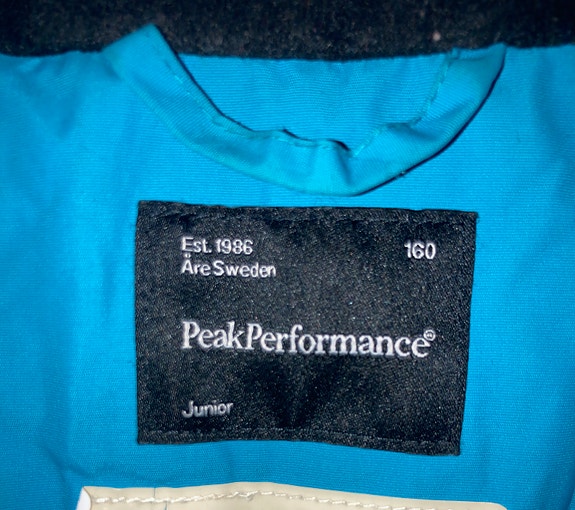 Est. 1986 160
Åre Sweden
PeakPerformance®
Junior